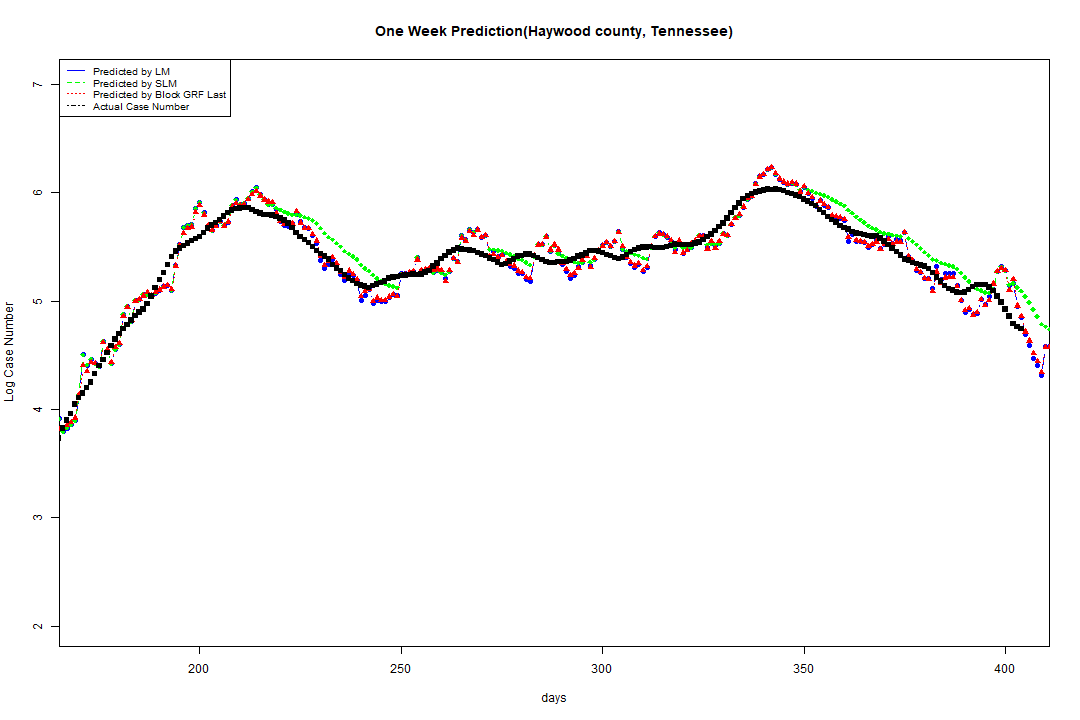 One Week Prediction(Haywood county, Tennessee)
Predicted by LM
Predicted by SLM
Predicted by Block GRF Last
Actual Case Number
7
6
5
4
3
2
Log Case Number
200 250 300 350 400
days